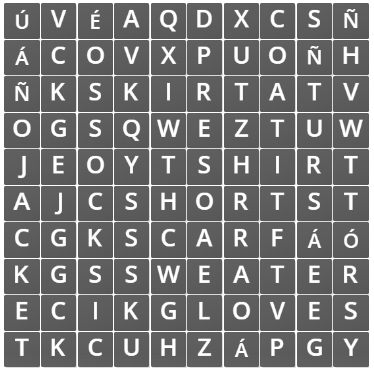 Ú V É A Q D X C S Ñ
Á C O V X P U O Ñ H
Ñ K S K I R T A T V
O G S Q W E Z T U W
J E O Y T S H I R T
A J C S H O R T S T
C G K S C A R F Á Ó
K G S S W E A T E R
E C I K G L O V E S
T K C U H Z Á P G Y